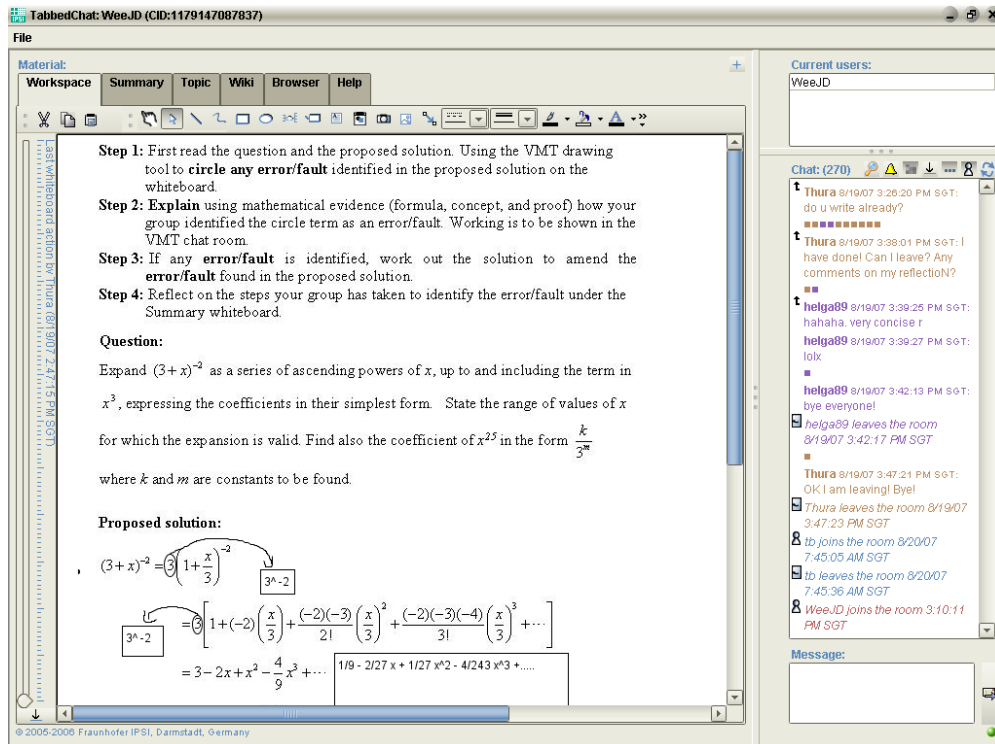 TabbedChat: WeeJD (CID:1179147087837)
File
Material:
Workspace Summary Topic Wiki Browser Help
Last whiteboard action by Thura (8/19/07 2:47:15 PM SGT)
Step 1: First read the question and the proposed solution. Using the VMT drawing
tool to circle any error/fault identified in the proposed solution on the
whiteboard.
Step 2: Explain using mathematical evidence (formula, concept, and proof) how your
group identified the circle term as an error/fault. Working is to be shown in the
VMT chat room.
Step 3: If any error/fault is identified, work out the solution to amend the
error/fault found in the proposed solution.
Step 4: Reflect on the steps your group has taken to identify the error/fault under the
Summary whiteboard.
Question:
Expand (3+x)⁻² as a series of ascending powers of x, up to and including the term in
x³, expressing the coefficients in their simplest form. State the range of values of x
for which the expansion is valid. Find also the coefficient of x²⁵ in the form k/3ᵐ
where k and m are constants to be found.
Proposed solution:
(3+x)⁻² = 3(1+x/3)⁻²
3^-2
3^-2
= 3[1+(-2)(x/3)+(-2)(-3)/2!(x/3)²+(-2)(-3)(-4)/3!(x/3)³+⋯]
= 3-2x+x²-4/9x³+⋯
1/9 - 2/27 x + 1/27 x^2 - 4/243 x^3 +.....
© 2005-2006 Fraunhofer IPSI, Darmstadt, Germany
Current users:
WeeJD
Chat: (270)
Thura 8/19/07 3:26:20 PM SGT:
do u write already?
Thura 8/19/07 3:38:01 PM SGT: I
have done! Can I leave? Any
comments on my reflectioN?
helga89 8/19/07 3:39:25 PM SGT:
hahaha. very concise r
helga89 8/19/07 3:39:27 PM SGT:
lolx
helga89 8/19/07 3:42:13 PM SGT:
bye everyone!
helga89 leaves the room
8/19/07 3:42:17 PM SGT
Thura 8/19/07 3:47:21 PM SGT:
OK I am leaving! Bye!
Thura leaves the room 8/19/07
3:47:23 PM SGT
tb joins the room 8/20/07
7:45:05 AM SGT
tb leaves the room 8/20/07
7:45:36 AM SGT
WeeJD joins the room 3:10:11
PM SGT
Message: